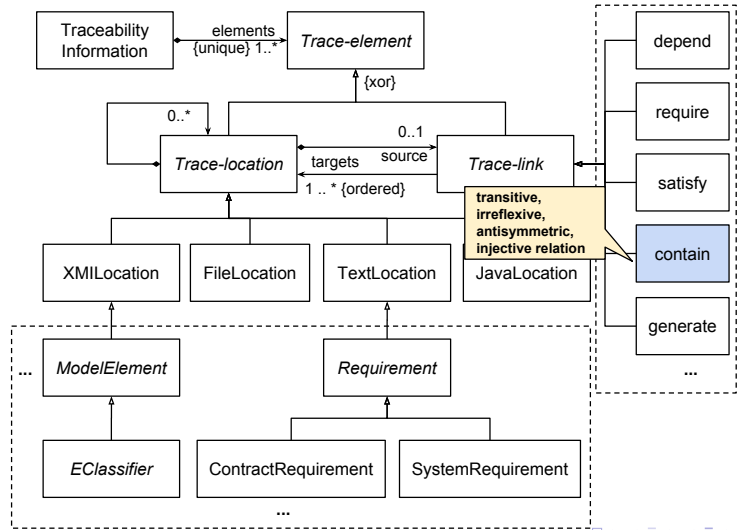 Traceability
Information
elements
{unique} 1..*
Trace-element
{xor}
0..*
Trace-location
0..1
source
targets
1 .. * {ordered}
Trace-link
depend
require
satisfy
contain
generate
...
transitive,
irreflexive,
antisymmetric,
injective relation
XMILocation
FileLocation
TextLocation
JavaLocation
...
ModelElement
Requirement
EClassifier
ContractRequirement
SystemRequirement
...